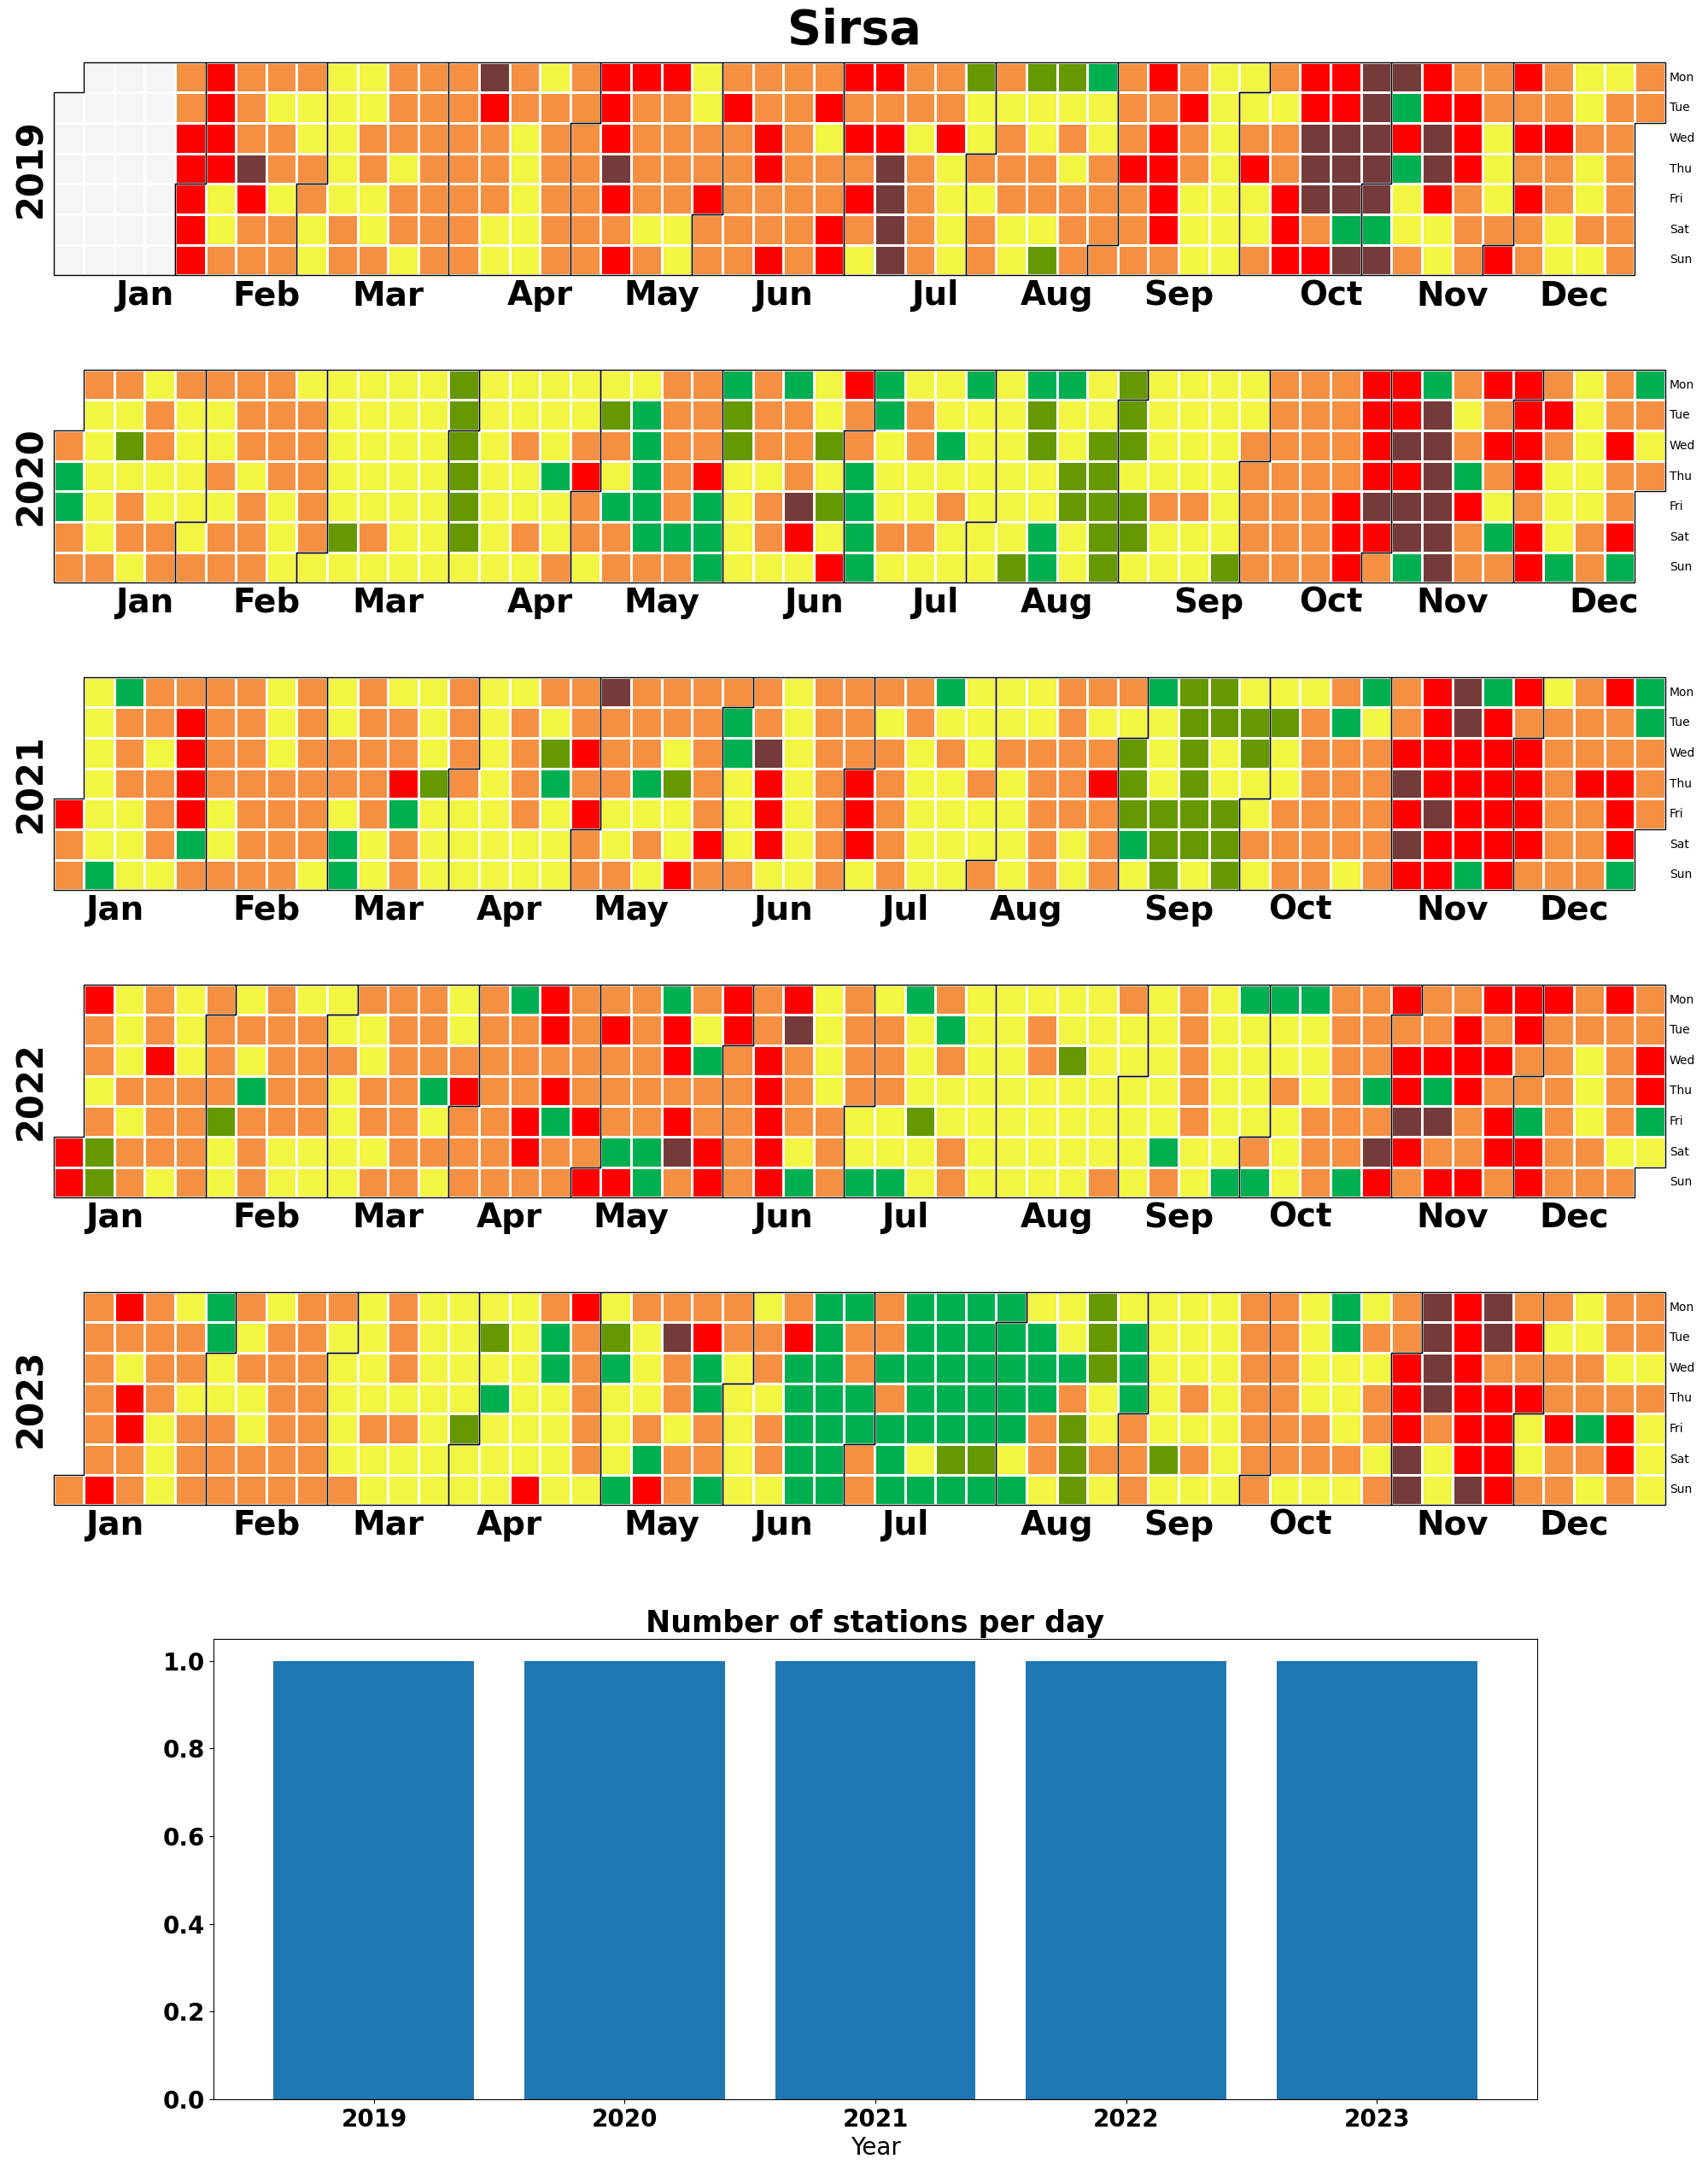 Sirsa
2019
Mon
Tue
Wed
Thu
Fri
Sat
Sun
Jan Feb Mar Apr May Jun Jul Aug Sep Oct Nov Dec
2020
Mon
Tue
Wed
Thu
Fri
Sat
Sun
Jan Feb Mar Apr May Jun Jul Aug Sep Oct Nov Dec
2021
Mon
Tue
Wed
Thu
Fri
Sat
Sun
Jan Feb Mar Apr May Jun Jul Aug Sep Oct Nov Dec
2022
Mon
Tue
Wed
Thu
Fri
Sat
Sun
Jan Feb Mar Apr May Jun Jul Aug Sep Oct Nov Dec
2023
Mon
Tue
Wed
Thu
Fri
Sat
Sun
Jan Feb Mar Apr May Jun Jul Aug Sep Oct Nov Dec
Number of stations per day
1.0
0.8
0.6
0.4
0.2
0.0
2019 2020 2021 2022 2023
Year